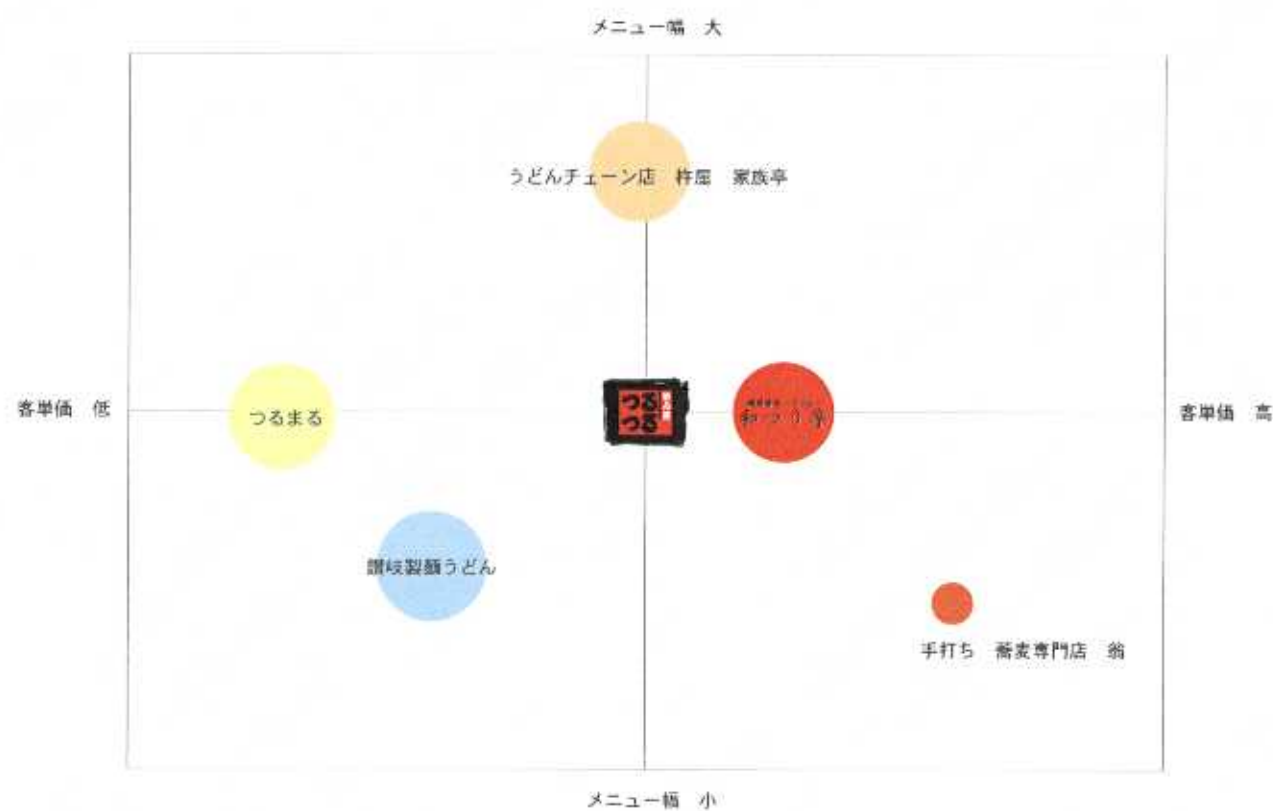 メニュー幅 大
うどんチェーン店 杵屋 家族亭
客単価 低
つるまる
つるつる
客単価 高
讃岐製麺うどん
手打ち 蕎麦専門店 翁
メニュー幅 小